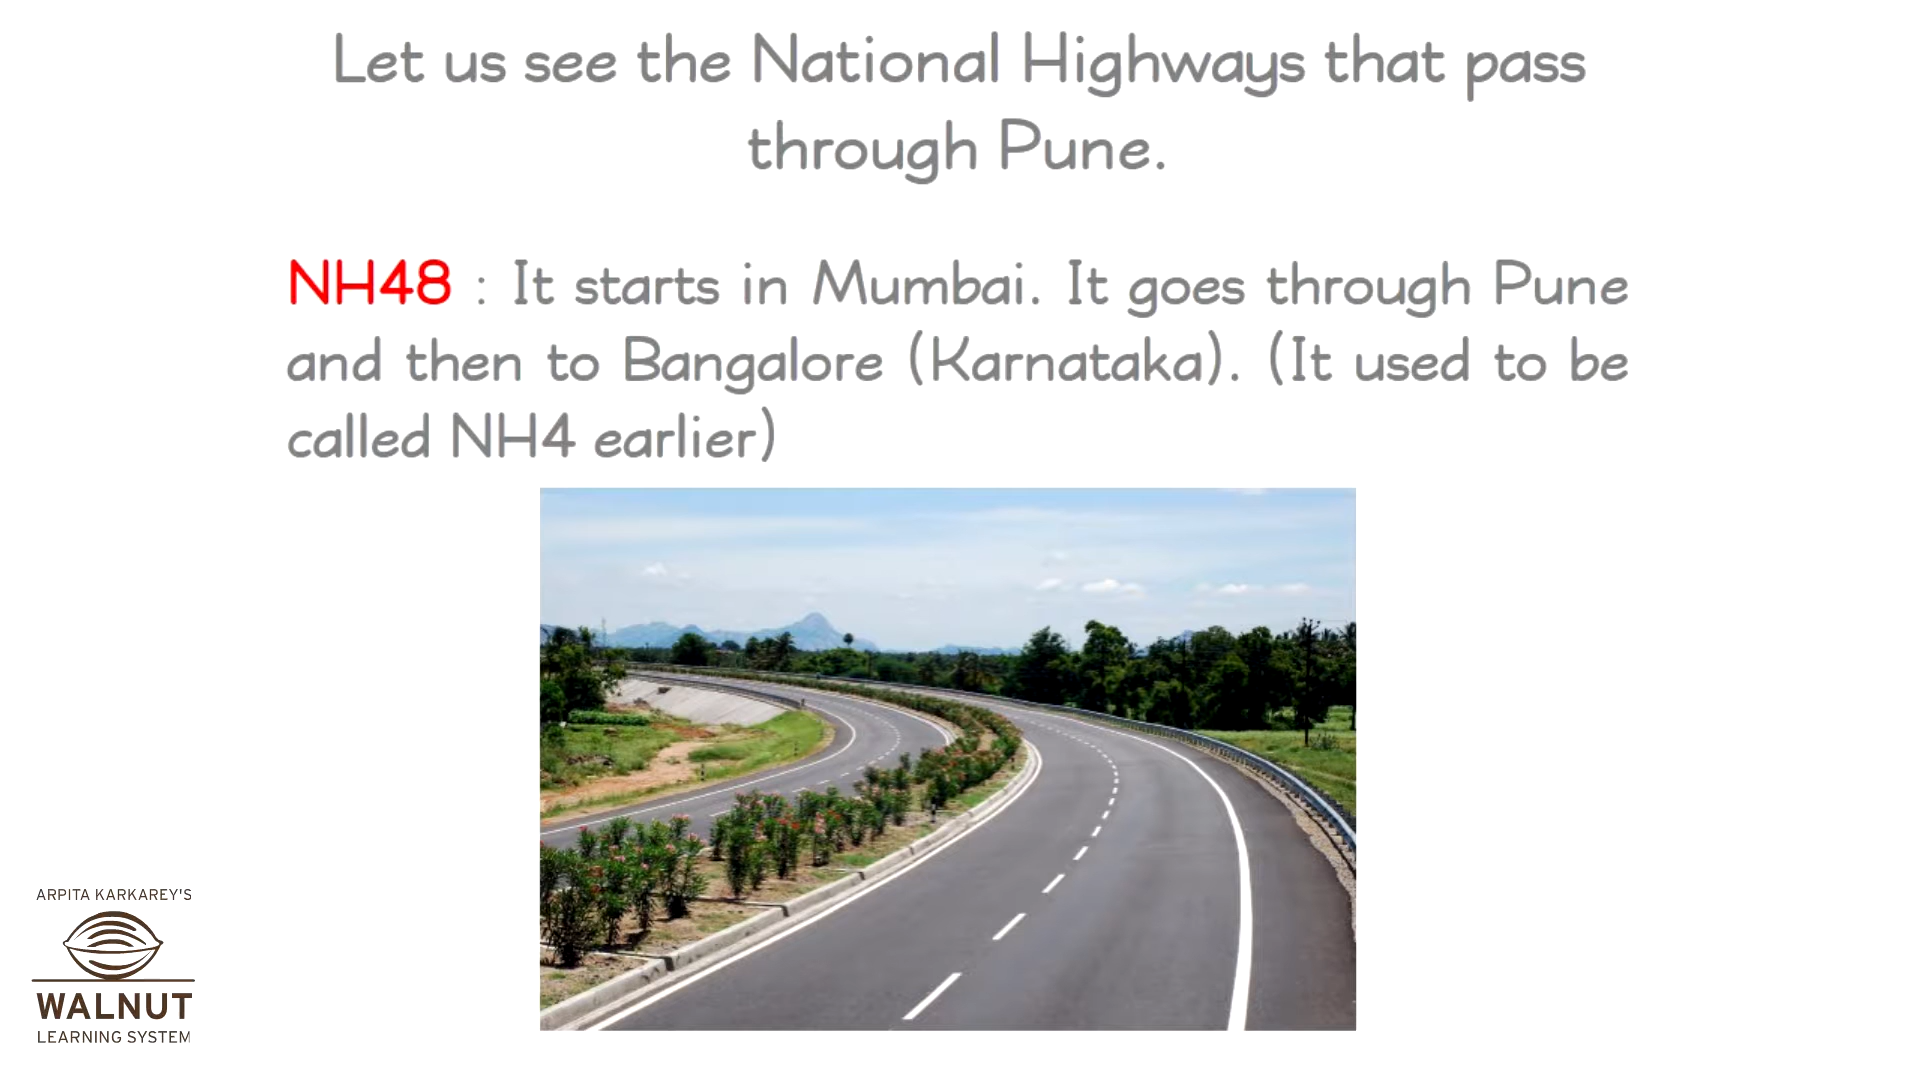 Let us see the National Highways that pass
through Pune.
NH48 : It starts in Mumbai. It goes through Pune
and then to Bangalore (Karnataka). (It used to be
called NH4 earlier)
ARPITA KARKAREY'S
WALNUT
LEARNING SYSTEM